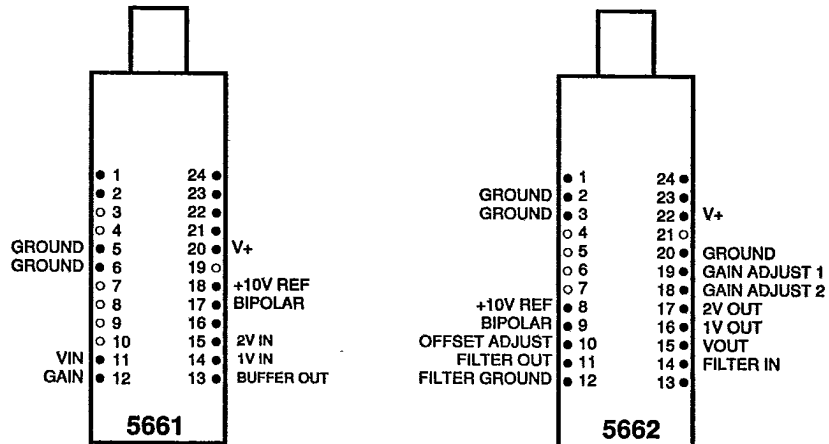 1 24
2 23
3 22
4 21
GROUND 5 20 V+
GROUND 6 19
7 18 +10V REF
8 17 BIPOLAR
9 16
10 15 2V IN
VIN 11 14 1V IN
GAIN 12 13 BUFFER OUT
5661
1 24
GROUND 2 23
GROUND 3 22 V+
4 21
5 20 GROUND
6 19 GAIN ADJUST 1
7 18 GAIN ADJUST 2
+10V REF 8 17 2V OUT
BIPOLAR 9 16 1V OUT
OFFSET ADJUST 10 15 VOUT
FILTER OUT 11 14 FILTER IN
FILTER GROUND 12 13
5662